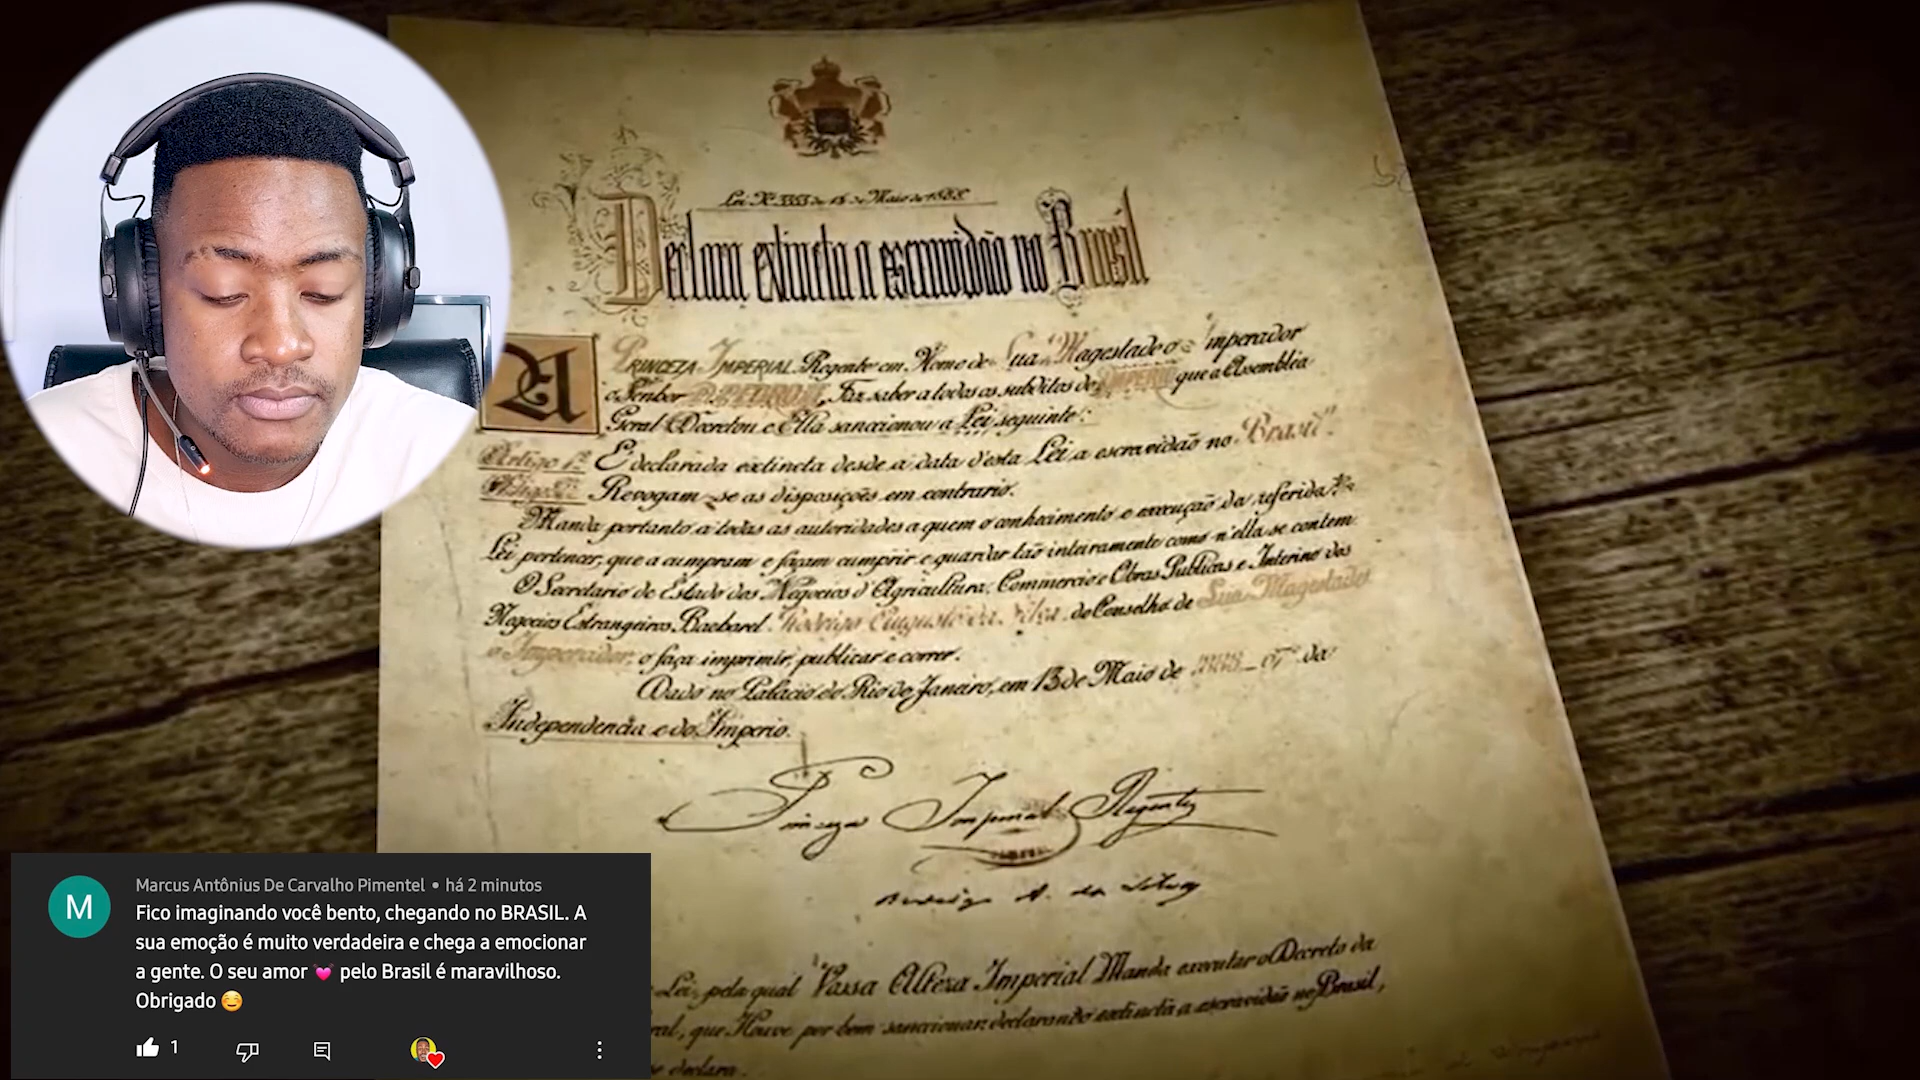 Lei Nº 3353 de 13 de Maio de 1888.
Declara extincta a escravidão no Brasil.
A PRINCEZA IMPERIAL Regente em Nome de Sua Magestade o Imperador
o Senhor D. PEDRO II, Faz saber a todos os subditos do IMPERIO que a Assembléa
Geral Decretou e Ella sanccionou a Lei seguinte:
Artigo 1º É declarada extincta desde a data d'esta Lei a escravidão no Brasil.
Revogam-se as disposições em contrario.
Manda portanto a todas as autoridades a quem o conhecimento e execução da referida
Lei pertencer, que a cumpram e façam cumprir e guardar tão inteiramente como n'ella se contem
O Secretario de Estado dos Negocios d'Agricultura, Commercio e Obras Publicas e Interino dos
Negocios Estrangeiros Bacharel Rodrigo Augusto da Silva do Conselho de Sua Magestade
o Imperador, o faça imprimir, publicar e correr.
Dado no Palacio do Rio de Janeiro, em 13 de Maio de 1888 67º da
Independencia e do Imperio.
Princeza Imperial Regente
Rodrigo A. da Silva
Lei, pela qual Vossa Alteza Imperial Manda executar o Decreto da
ral, que Houve por bem sanccionar, declarando extincta a escravidão no Brasil,
se declara.
M
Marcus Antônius De Carvalho Pimentel • há 2 minutos
Fico imaginando você bento, chegando no BRASIL. A
sua emoção é muito verdadeira e chega a emocionar
a gente. O seu amor 💓 pelo Brasil é maravilhoso.
Obrigado ☺️
1